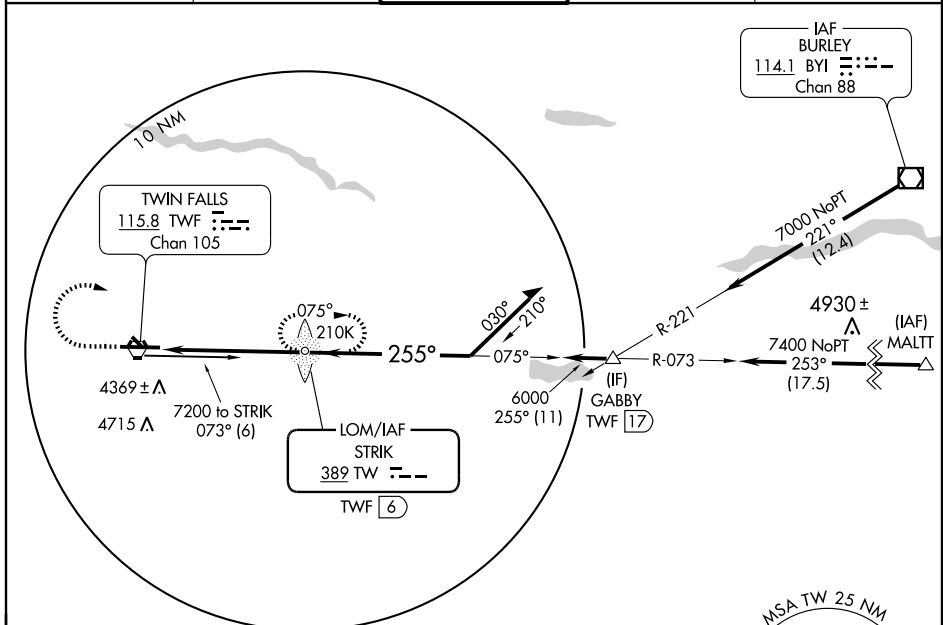 IAF
BURLEY
114.1 BYI
Chan 88
10 NM
TWIN FALLS
115.8 TWF
Chan 105
7000 NoPT
221°
(12.4)
075°
210K
030°
210°
R-221
4930 ±
(IAF)
MALTT
255°
075°
R-073
7400 NoPT
253°
(17.5)
4369 ±
4715
7200 to STRIK
073° (6)
6000
255° (11)
(IF)
GABBY
TWF 17
LOM/IAF
STRIK
389 TW
TWF 6
MSA TW 25 NM